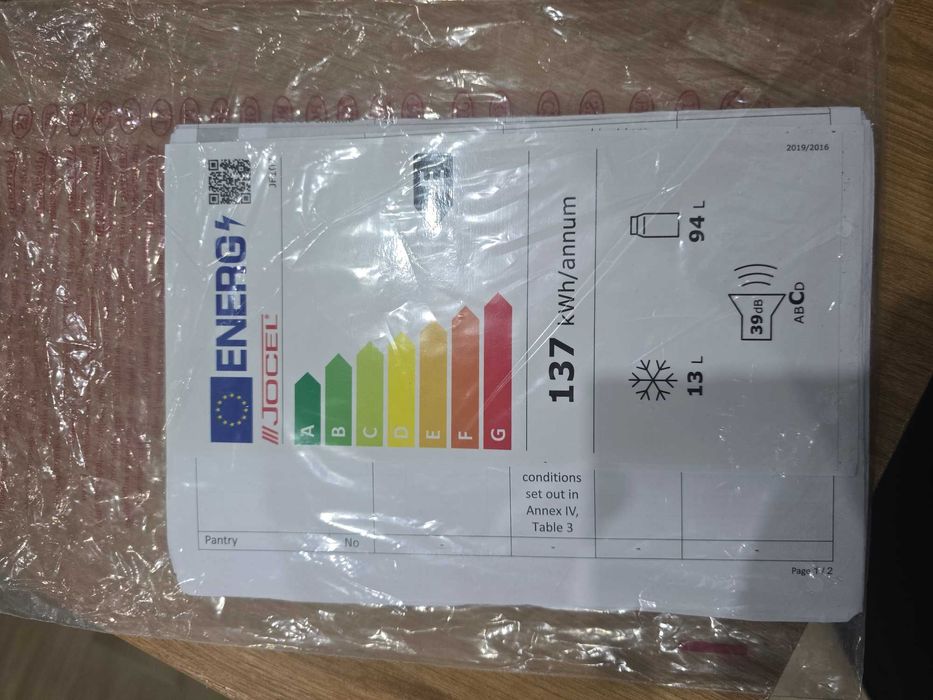 ENERG
JOCEL®
A
B
C
D
E
F
G
E
137 kWh/annum
13 L
94 L
39dB
ABCD
2019/2016
conditions
set out in
Annex IV,
Table 3
Pantry No - - - -
Page 1 / 2